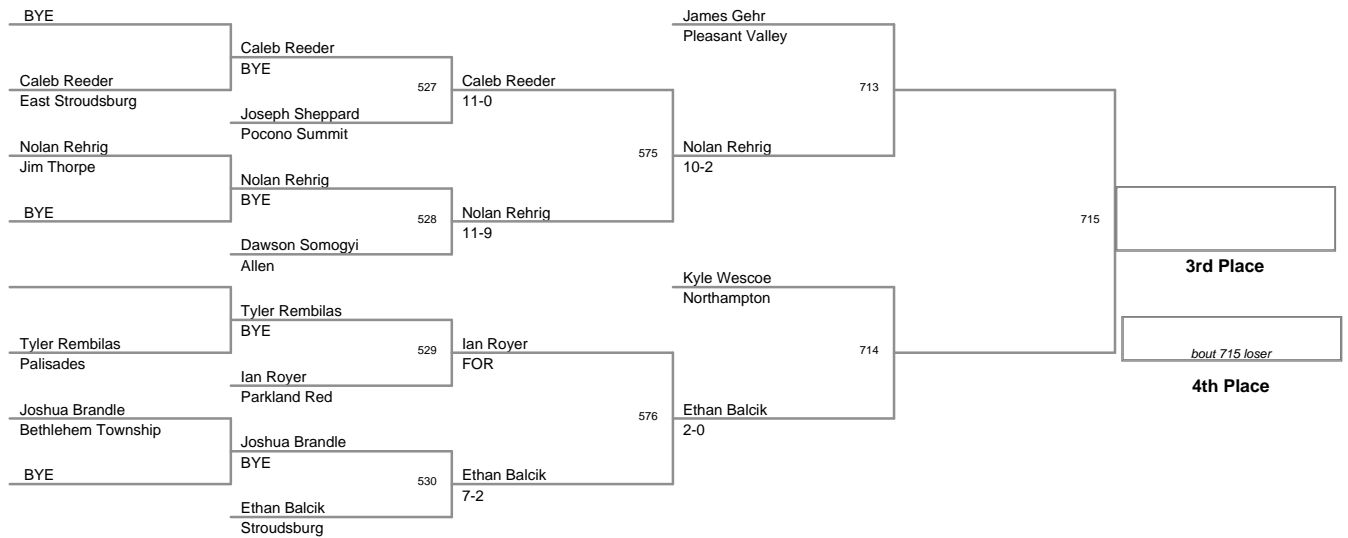 BYE
Caleb Reeder
East Stroudsburg
Nolan Rehrig
Jim Thorpe
BYE
Tyler Rembilas
Palisades
Joshua Brandle
Bethlehem Township
BYE
Caleb Reeder
BYE
527
Joseph Sheppard
Pocono Summit
Nolan Rehrig
BYE
528
Dawson Somogyi
Allen
Tyler Rembilas
BYE
529
Ian Royer
Parkland Red
Joshua Brandle
BYE
530
Ethan Balcik
Stroudsburg
Caleb Reeder
11-0
575
Nolan Rehrig
11-9
Ian Royer
FOR
576
Ethan Balcik
7-2
James Gehr
Pleasant Valley
713
Nolan Rehrig
10-2
Kyle Wescoe
Northampton
714
Ethan Balcik
2-0
715
3rd Place
bout 715 loser
4th Place